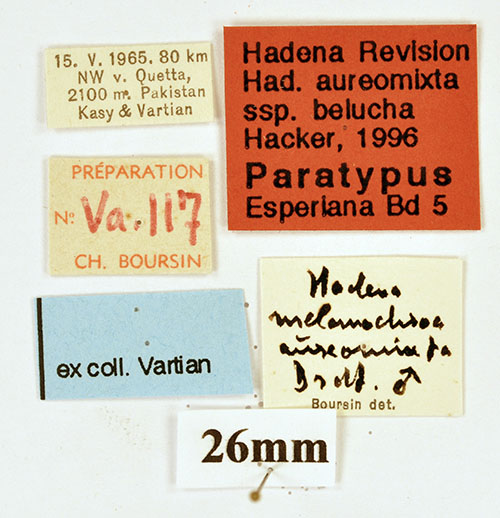 15. V. 1965. 80 km
NW v. Quetta,
2100 m. Pakistan
Kasy & Vartian
Hadena Revision
Had. aureomixta
ssp. belucha
Hacker, 1996
Paratypus
Esperiana Bd 5
PRÉPARATION
No Va. 117
CH. BOURSIN
ex coll. Vartian
Hadena
melanochroa
aureomixta
Drdt. ♂
Boursin det.
26mm